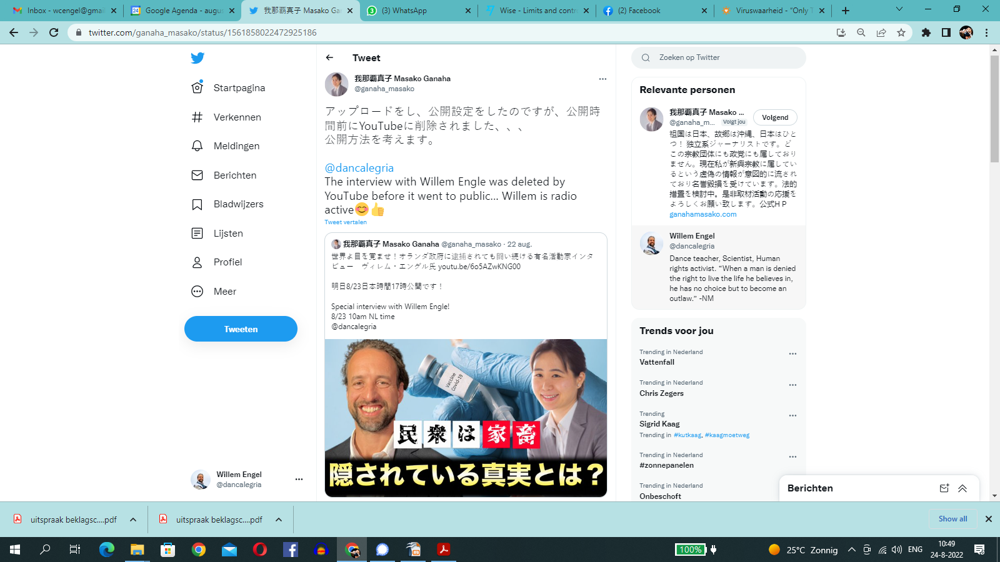 Inbox - wcengel@gmai
Google Agenda - augus
我那覇真子 Masako Ga
(3) WhatsApp
Wise - Limits and contr
(2) Facebook
Viruswaarheid - "Only T
twitter.com/ganaha_masako/status/1561858022472925186
Startpagina
Verkennen
Meldingen
Berichten
Bladwijzers
Lijsten
Profiel
Meer
Tweeten
Willem Engel
@dancalegria
Tweet
我那覇真子 Masako Ganaha
@ganaha_masako
アップロードをし、公開設定をしたのですが、公開時
間前にYouTubeに削除されました、、、
公開方法を考えます。
@dancalegria
The interview with Willem Engle was deleted by
YouTube before it went to public... Willem is radio
active😊👍
Tweet vertalen
我那覇真子 Masako Ganaha @ganaha_masako · 22 aug.
世界よ目を覚ませ！オランダ政府に逮捕されても闘い続ける有名活動家インタ
ビュー　ヴィレム・エングル氏 youtu.be/6o5AZwKNG00
明日8/23日本時間17時公開です！
Special interview with Willem Engle!
8/23 10am NL time
@dancalegria
Vaccine
Covid-19
民衆は家畜
隠されている真実とは？
Zoeken op Twitter
Relevante personen
我那覇真子 Masako ...
@ganaha_m... Volgt jou
Volgend
祖国は日本、故郷は沖縄、日本はひと
つ！ 独立系ジャーナリストです。ど
この宗教団体にも政党にも属しており
ません。現在私が新興宗教に属してい
るという虚偽の情報が意図的に流され
ており名誉毀損を受けています。法的
措置を検討中。是非取材活動の応援を
よろしくお願い致します。公式ＨＰ
ganahamasako.com
Willem Engel
@dancalegria
Dance teacher, Scientist, Human
rights activist. “When a man is denied
the right to live the life he believes in,
he has no choice but to become an
outlaw.” -NM
Trends voor jou
Trending in Nederland
Vattenfall
Trending in Nederland
Chris Zegers
Trending
Sigrid Kaag
Trending in #kutkaag, #kaagmoetweg
Trending in Nederland
#zonnepanelen
Trending in Nederland
Onbeschoft
Berichten
uitspraak beklagsc....pdf
uitspraak beklagsc....pdf
Show all
100%
25°C Zonnig
ENG
10:49
24-8-2022